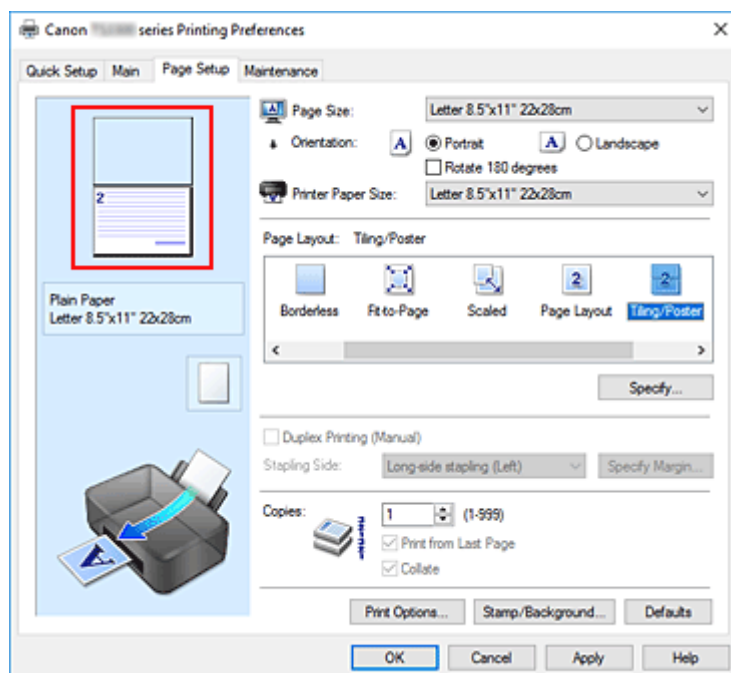 Canon series Printing Preferences
Quick Setup Main Page Setup Maintenance
Page Size: Letter 8.5"x11" 22x28cm
Orientation: A Portrait A Landscape
Rotate 180 degrees
Printer Paper Size: Letter 8.5"x11" 22x28cm
2
Page Layout: Tiling/Poster
2 2
Borderless Fit-to-Page Scaled Page Layout Tiling/Poster
Plain Paper
Letter 8.5"x11" 22x28cm
Specify...
Duplex Printing (Manual)
Stapling Side: Long-side stapling (Left) Specify Margin...
Copies: 1 (1-999)
Print from Last Page
Collate
A
Print Options... Stamp/Background... Defaults
OK Cancel Apply Help